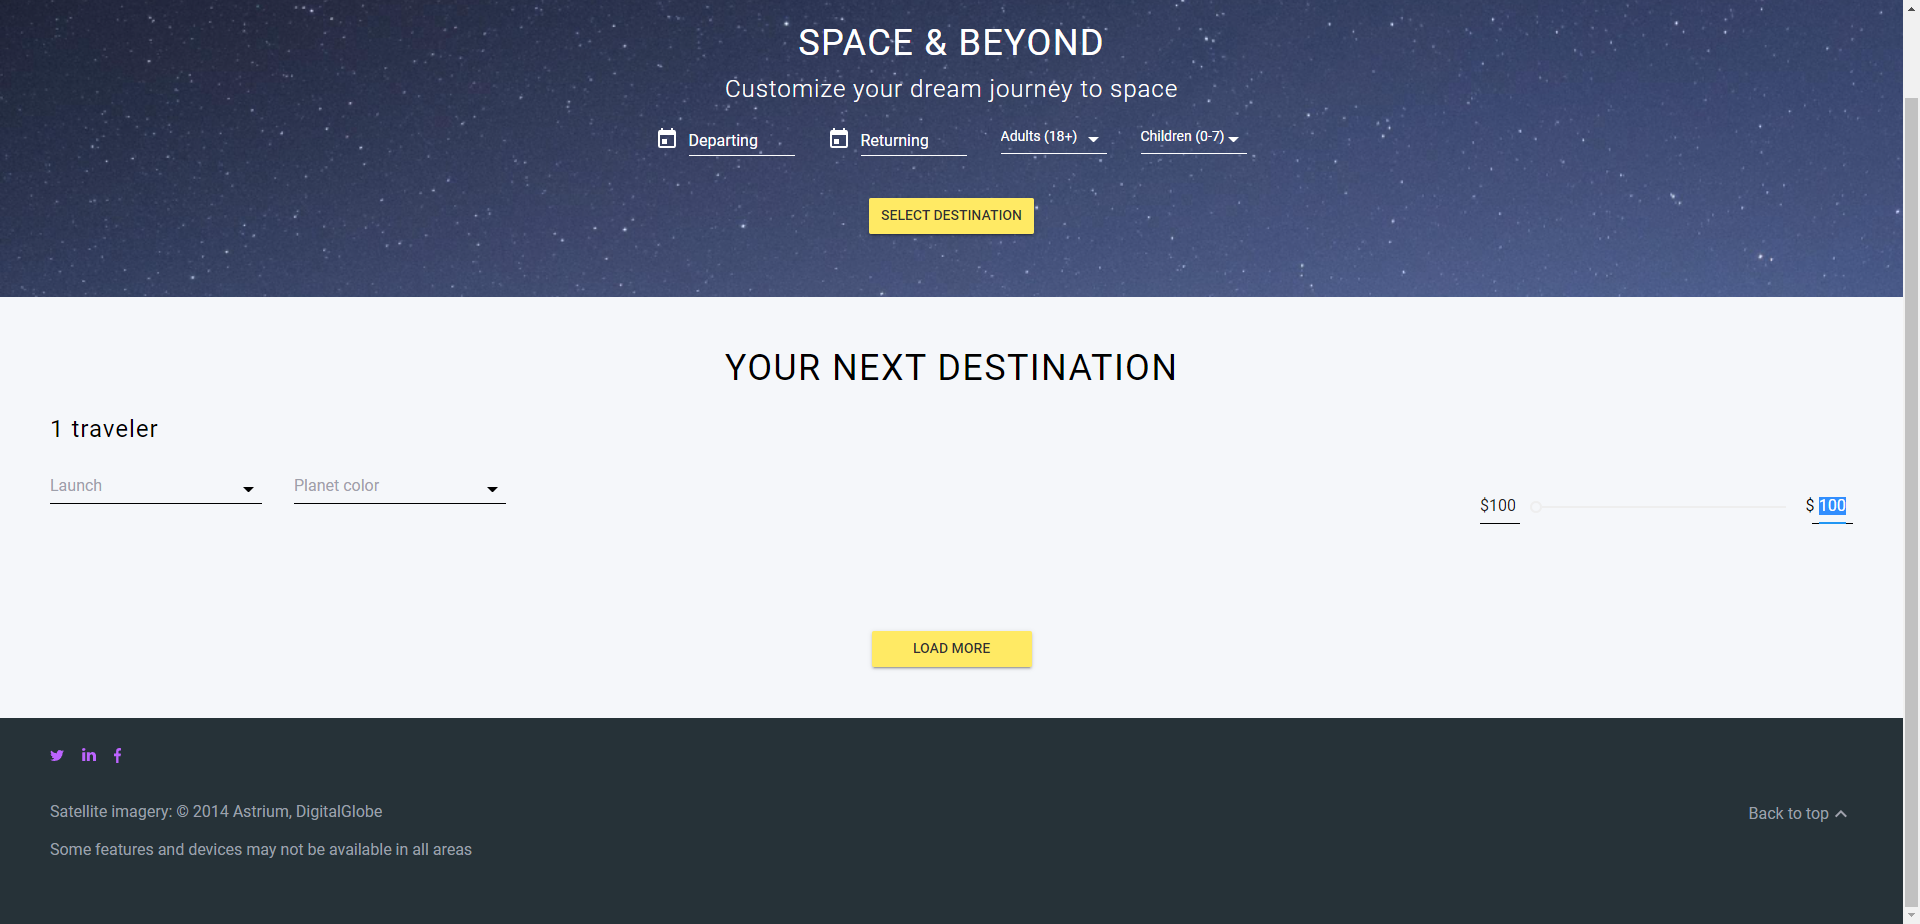 SPACE & BEYOND
Customize your dream journey to space
Departing
Returning
Adults (18+)
Children (0-7)
SELECT DESTINATION
YOUR NEXT DESTINATION
1 traveler
Launch
Planet color
$100
$ 100
LOAD MORE
Satellite imagery: © 2014 Astrium, DigitalGlobe
Back to top
Some features and devices may not be available in all areas